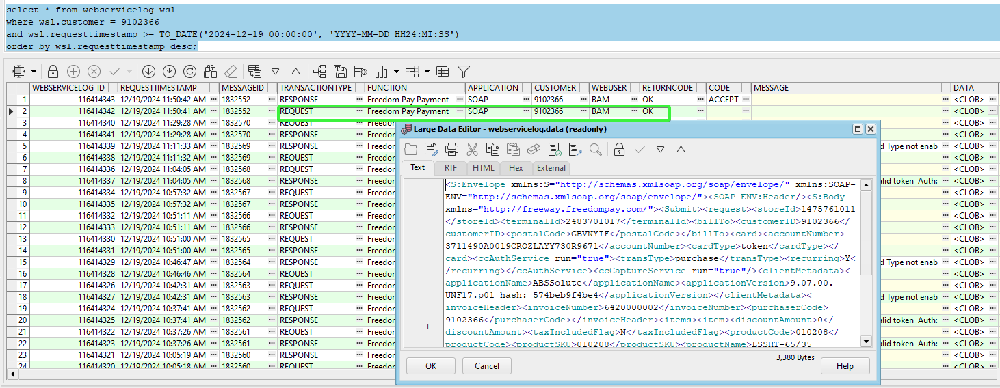 select * from webservicelog wsl
where wsl.customer = 9102366
and wsl.requesttimestamp >= TO_DATE('2024-12-19 00:00:00', 'YYYY-MM-DD HH24:MI:SS')
order by wsl.requesttimestamp desc;
WEBSERVICELOG_ID REQUESTTIMESTAMP MESSAGEID TRANSACTIONTYPE FUNCTION APPLICATION CUSTOMER WEBUSER RETURNCODE CODE MESSAGE DATA
1 116414343 12/19/2024 11:50:42 AM 1832552 RESPONSE Freedom Pay Payment SOAP 9102366 BAM OK ACCEPT <CLOB>
2 116414342 12/19/2024 11:50:41 AM 1832552 REQUEST Freedom Pay Payment SOAP 9102366 BAM OK <CLOB>
3 116414340 12/19/2024 11:29:28 AM 1832570 REQUEST Freedo <CLOB>
4 116414341 12/19/2024 11:29:28 AM 1832570 RESPONSE Freedo <CLOB>
5 116414339 12/19/2024 11:11:33 AM 1832569 RESPONSE Freedo d Type not enab <CLOB>
6 116414338 12/19/2024 11:11:32 AM 1832569 REQUEST Freedo <CLOB>
7 116414336 12/19/2024 11:04:05 AM 1832568 REQUEST Freedo <CLOB>
8 116414337 12/19/2024 11:04:05 AM 1832568 RESPONSE Freedo lid token Auth: <CLOB>
9 116414334 12/19/2024 10:57:32 AM 1832567 REQUEST Freedo <CLOB>
10 116414335 12/19/2024 10:57:32 AM 1832567 RESPONSE Freedo <CLOB>
11 116414332 12/19/2024 10:51:11 AM 1832566 REQUEST Freedo <CLOB>
12 116414333 12/19/2024 10:51:11 AM 1832566 RESPONSE Freedo <CLOB>
13 116414330 12/19/2024 10:51:00 AM 1832565 REQUEST Freedo <CLOB>
14 116414331 12/19/2024 10:51:00 AM 1832565 RESPONSE Freedo <CLOB>
15 116414329 12/19/2024 10:46:47 AM 1832564 RESPONSE Freedo d Type not enab <CLOB>
16 116414328 12/19/2024 10:46:46 AM 1832564 REQUEST Freedo <CLOB>
17 116414326 12/19/2024 10:42:31 AM 1832563 REQUEST Freedo <CLOB>
18 116414327 12/19/2024 10:42:31 AM 1832563 RESPONSE Freedo d Type not enab <CLOB>
19 116414324 12/19/2024 10:37:41 AM 1832562 REQUEST Freedo <CLOB>
20 116414325 12/19/2024 10:37:41 AM 1832562 RESPONSE Freedo lid token Auth: <CLOB>
21 116414322 12/19/2024 10:37:26 AM 1832561 REQUEST Freedo <CLOB>
22 116414323 12/19/2024 10:37:26 AM 1832561 RESPONSE Freedo lid token Auth: <CLOB>
23 116414321 12/19/2024 10:05:19 AM 1832560 RESPONSE Freedo <CLOB>
24 116414320 12/19/2024 10:05:18 AM 1832560 REQUEST Freedo <CLOB>
Large Data Editor - webservicelog.data (readonly)
Text RTF HTML Hex External
<S:Envelope xmlns:S="http://schemas.xmlsoap.org/soap/envelope/" xmlns:SOAP-
ENV="http://schemas.xmlsoap.org/soap/envelope/"><SOAP-ENV:Header/><S:Body
xmlns="http://freeway.freedompay.com/"><Submit><request><storeId>1475761011
</storeId><terminalId>2483701017</terminalId><billTo><customerID>9102366</
customerID><postalCode>GBVNYIF</postalCode></billTo><card><accountNumber>
3711490A0019CRQZLAYY730R9671</accountNumber><cardType>token</cardType></
card><ccAuthService run="true"><transType>purchase</transType><recurring>Y<
/recurring></ccAuthService><ccCaptureService run="true"/><clientMetadata><
applicationName>ABSSolute</applicationName><applicationVersion>9.07.00.
UNF17.p01 hash: 574beb9f4be4</applicationVersion></clientMetadata><
invoiceHeader><invoiceNumber>6420000002</invoiceNumber><purchaserCode>
9102366</purchaserCode></invoiceHeader><items><item><discountAmount>0</
discountAmount><taxIncludedFlag>N</taxIncludedFlag><productCode>010208</
1 productCode><productSKU>010208</productSKU><productName>LSSHT-65/35
3,380 Bytes
OK Cancel Help